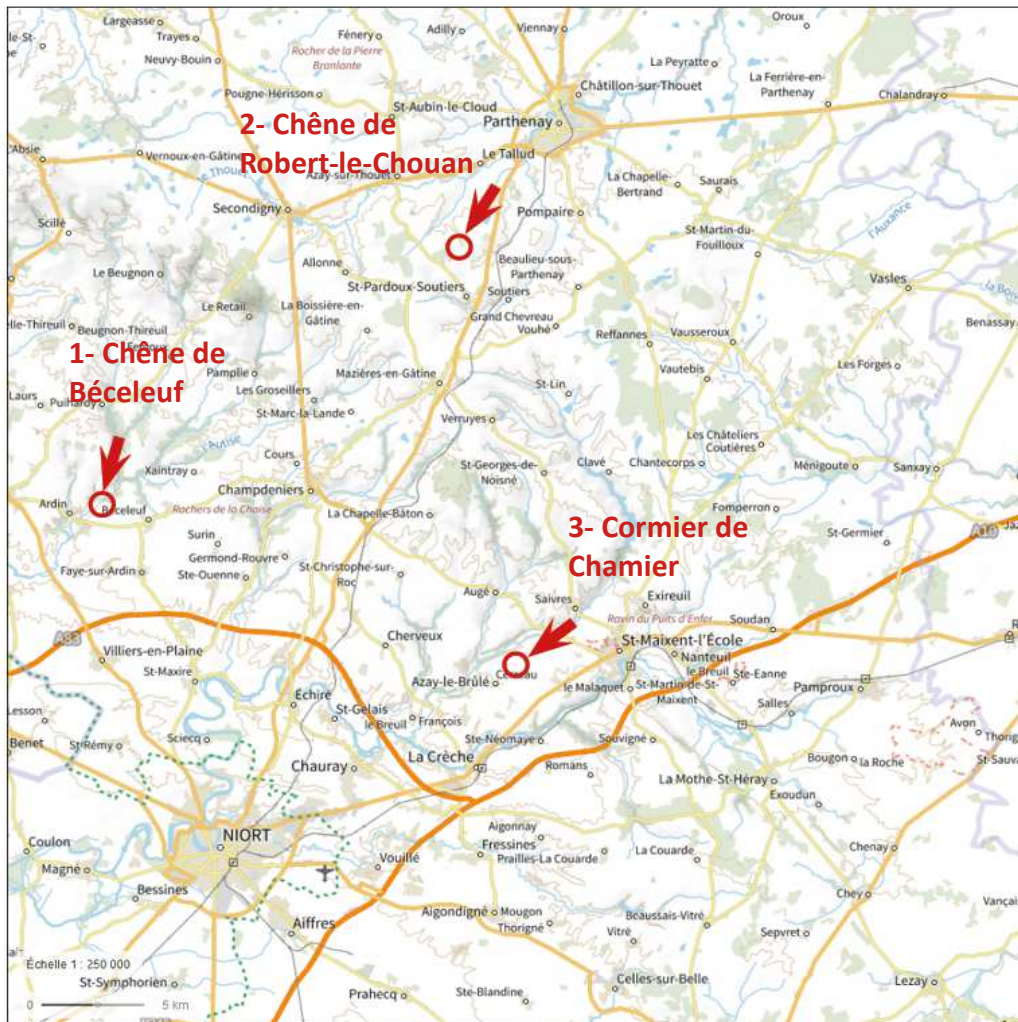 Largeasse
Trayes
Neuvy-Bouin
Fénery
Adilly
Viennay
Oroux
Rocher de la Pierre
Branlante
La Peyratte
Châtillon-sur-Thouet
La Ferrière-en-
Parthenay
Chalandray
Pougne-Hérisson
St-Aubin-le-Cloud
Parthenay
2- Chêne de
Robert-le-Chouan
L'Absie
Vernoux-en-Gâtine
Le Tallud
Azay-sur-Thouet
La Chapelle-
Bertrand
Saurais
Secondigny
Pompaire
St-Martin-du-
Fouilloux
l'Auxance
Scillé
Le Beugnon
Allonne
Beaulieu-sous-
Parthenay
Vasles
St-Pardoux-Soutiers
Soutiers
Le Retail
La Boissière-en-
Gâtine
Grand Chevreau
Vouhé
Reffannes
Vausseroux
Benassay
elle-Thireuil
Beugnon-Thireuil
1- Chêne de
Béceleuf
Pamplie
Les Groseillers
Mazières-en-Gâtine
St-Lin
Vautebis
Les Forges
Laurs
Puihardy
St-Marc-la-Lande
Verruyes
l'Autise
Les Châteliers
Coutières
Xaintray
Cours
St-Georges-de-
Noisné
Clavé
Chantecorps
Ménigoute
Sanxay
Ardin
Béceleuf
Rochers de la Chaise
Champdeniers
La Chapelle-Bâton
Fomperron
3- Cormier de
Chamier
A10
Surin
St-Germier
Germond-Rouvre
Faye-sur-Ardin
Ste-Ouenne
St-Christophe-sur-
Roc
Augé
Saivres
Exireuil
Ravin du Puits d'Enfer
Soudan
A83
Cherveux
St-Maixent-l'École
Villiers-en-Plaine
St-Maxire
Nanteuil
le Breuil
Ste-Eanne
Azay-le-Brûlé
le Malaquet
St-Martin-de-St-
Maixent
Pamproux
Échiré
St-Gelais
le Breuil
François
Salles
Lesson
Benet
St-Rémy
Sciecq
Ste-Néomaye
Souvigné
Avon
Chauray
La Crèche
Romans
Bougon
la Roche
La Mothe-St-Héray
Exoudun
NIORT
Aigonnay
Fressines
Prailles-La Couarde
La Couarde
Chenay
Coulon
Magné
Vouillé
Bessines
Chey
Aiffres
Aigondigné
Mougon
Thorigné
Beaussais-Vitré
Vitré
Sepvret
Échelle 1 : 250 000
St-Symphorien
0 5 km
Prahecq
Ste-Blandine
Celles-sur-Belle
Lezay